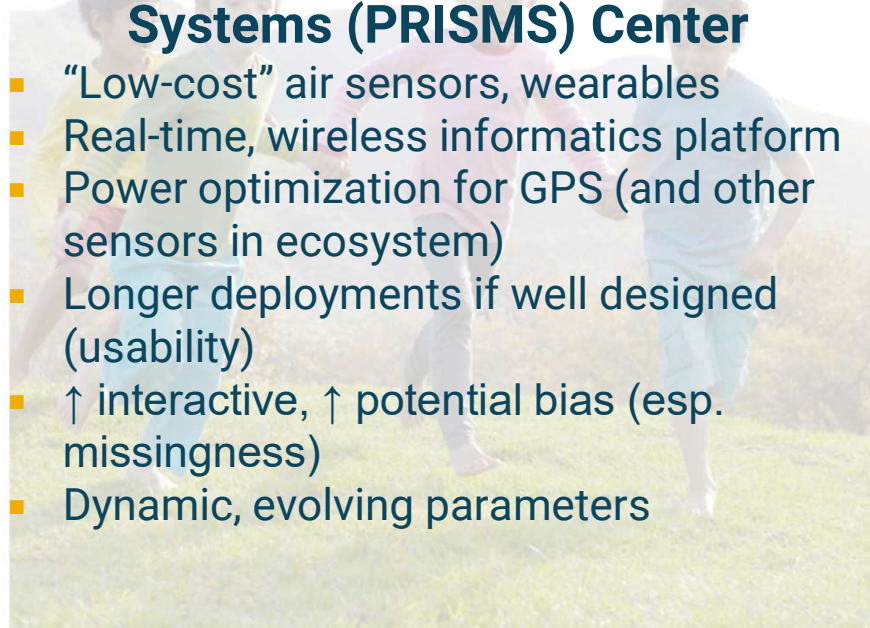 Systems (PRISMS) Center
▪ “Low-cost” air sensors, wearables
▪ Real-time, wireless informatics platform
▪ Power optimization for GPS (and other
sensors in ecosystem)
▪ Longer deployments if well designed
(usability)
▪ ↑ interactive, ↑ potential bias (esp.
missingness)
▪ Dynamic, evolving parameters